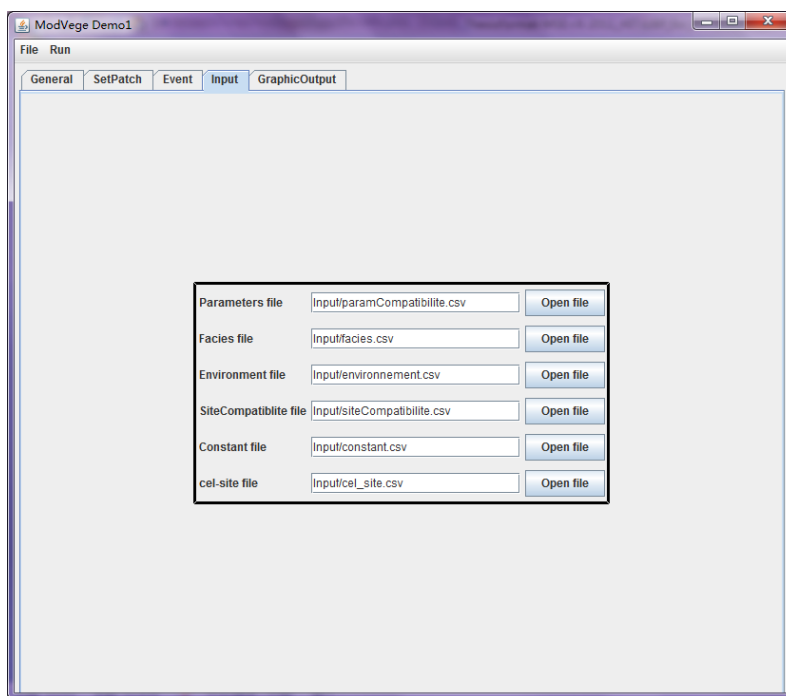 ModVege Demo1
File Run
General SetPatch Event Input GraphicOutput
Parameters file Input/paramCompatibilite.csv Open file
Facies file Input/facies.csv Open file
Environment file Input/environnement.csv Open file
SiteCompatiblite file Input/siteCompatibilite.csv Open file
Constant file Input/constant.csv Open file
cel-site file Input/cel_site.csv Open file